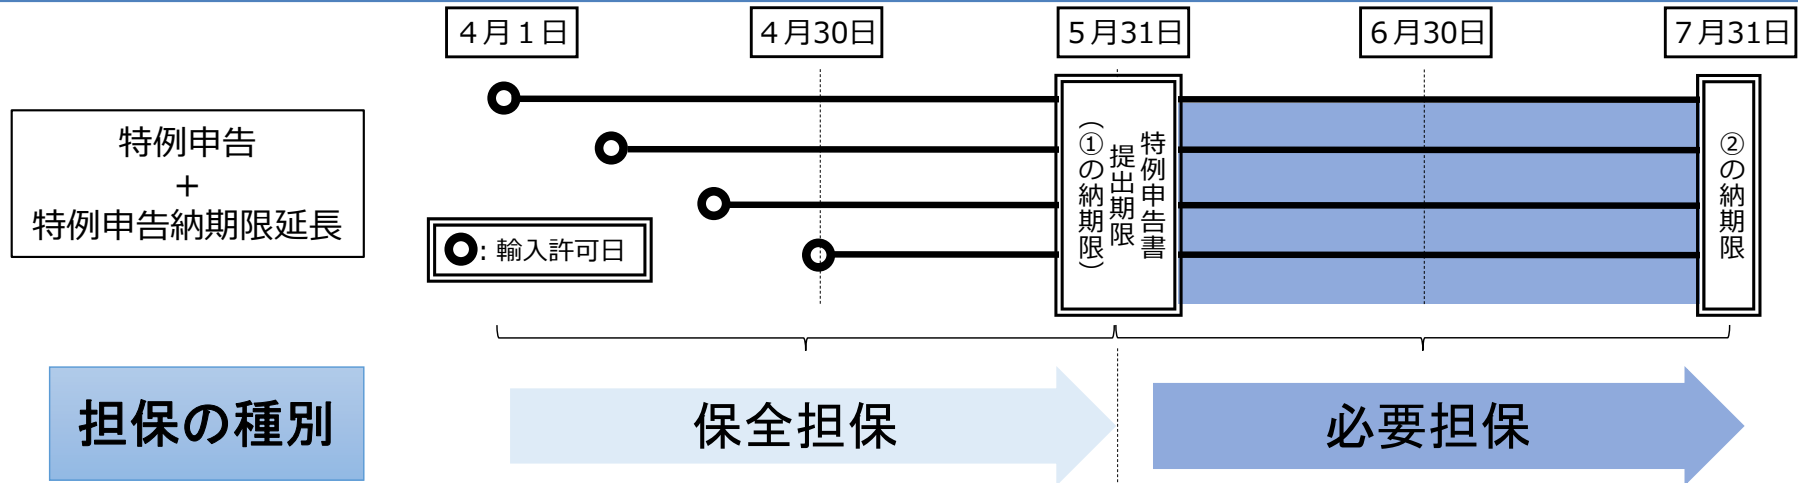 ４月１日
４月30日
５月31日
６月30日
７月31日
特例申告
+
特例申告納期限延長
: 輸入許可日
特例申告書
提出期限
(①の納期限)
②の納期限
担保の種別
保全担保
必要担保